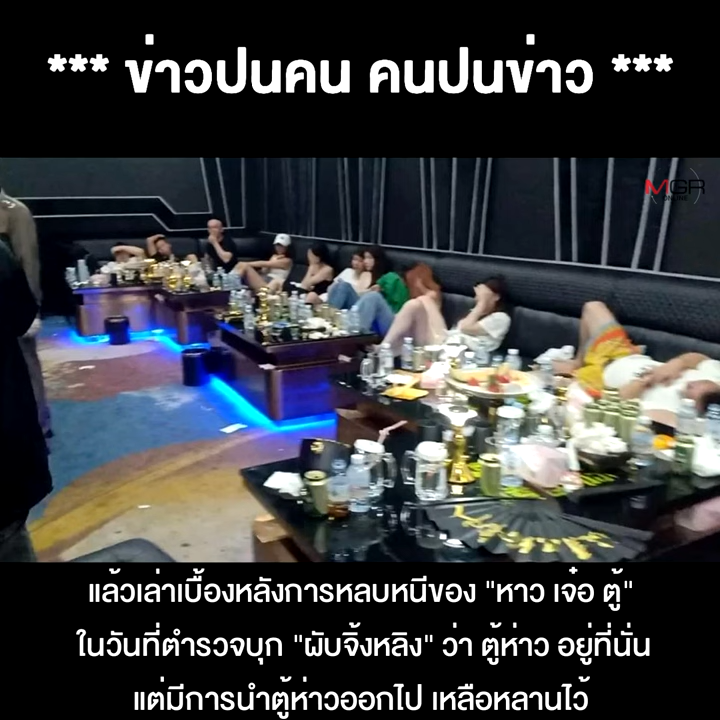 *** ข่าวปนคน คนปนข่าว ***
MGR
ONLINE
แล้วเล่าเบื้องหลังการหลบหนีของ "หาว เจ๋อ ตู้"
ในวันที่ตำรวจบุก "ผับจิ้งหลิง" ว่า ตู้ห่าว อยู่ที่นั่น
แต่มีการนำตู้ห่าวออกไป เหลือหลานไว้